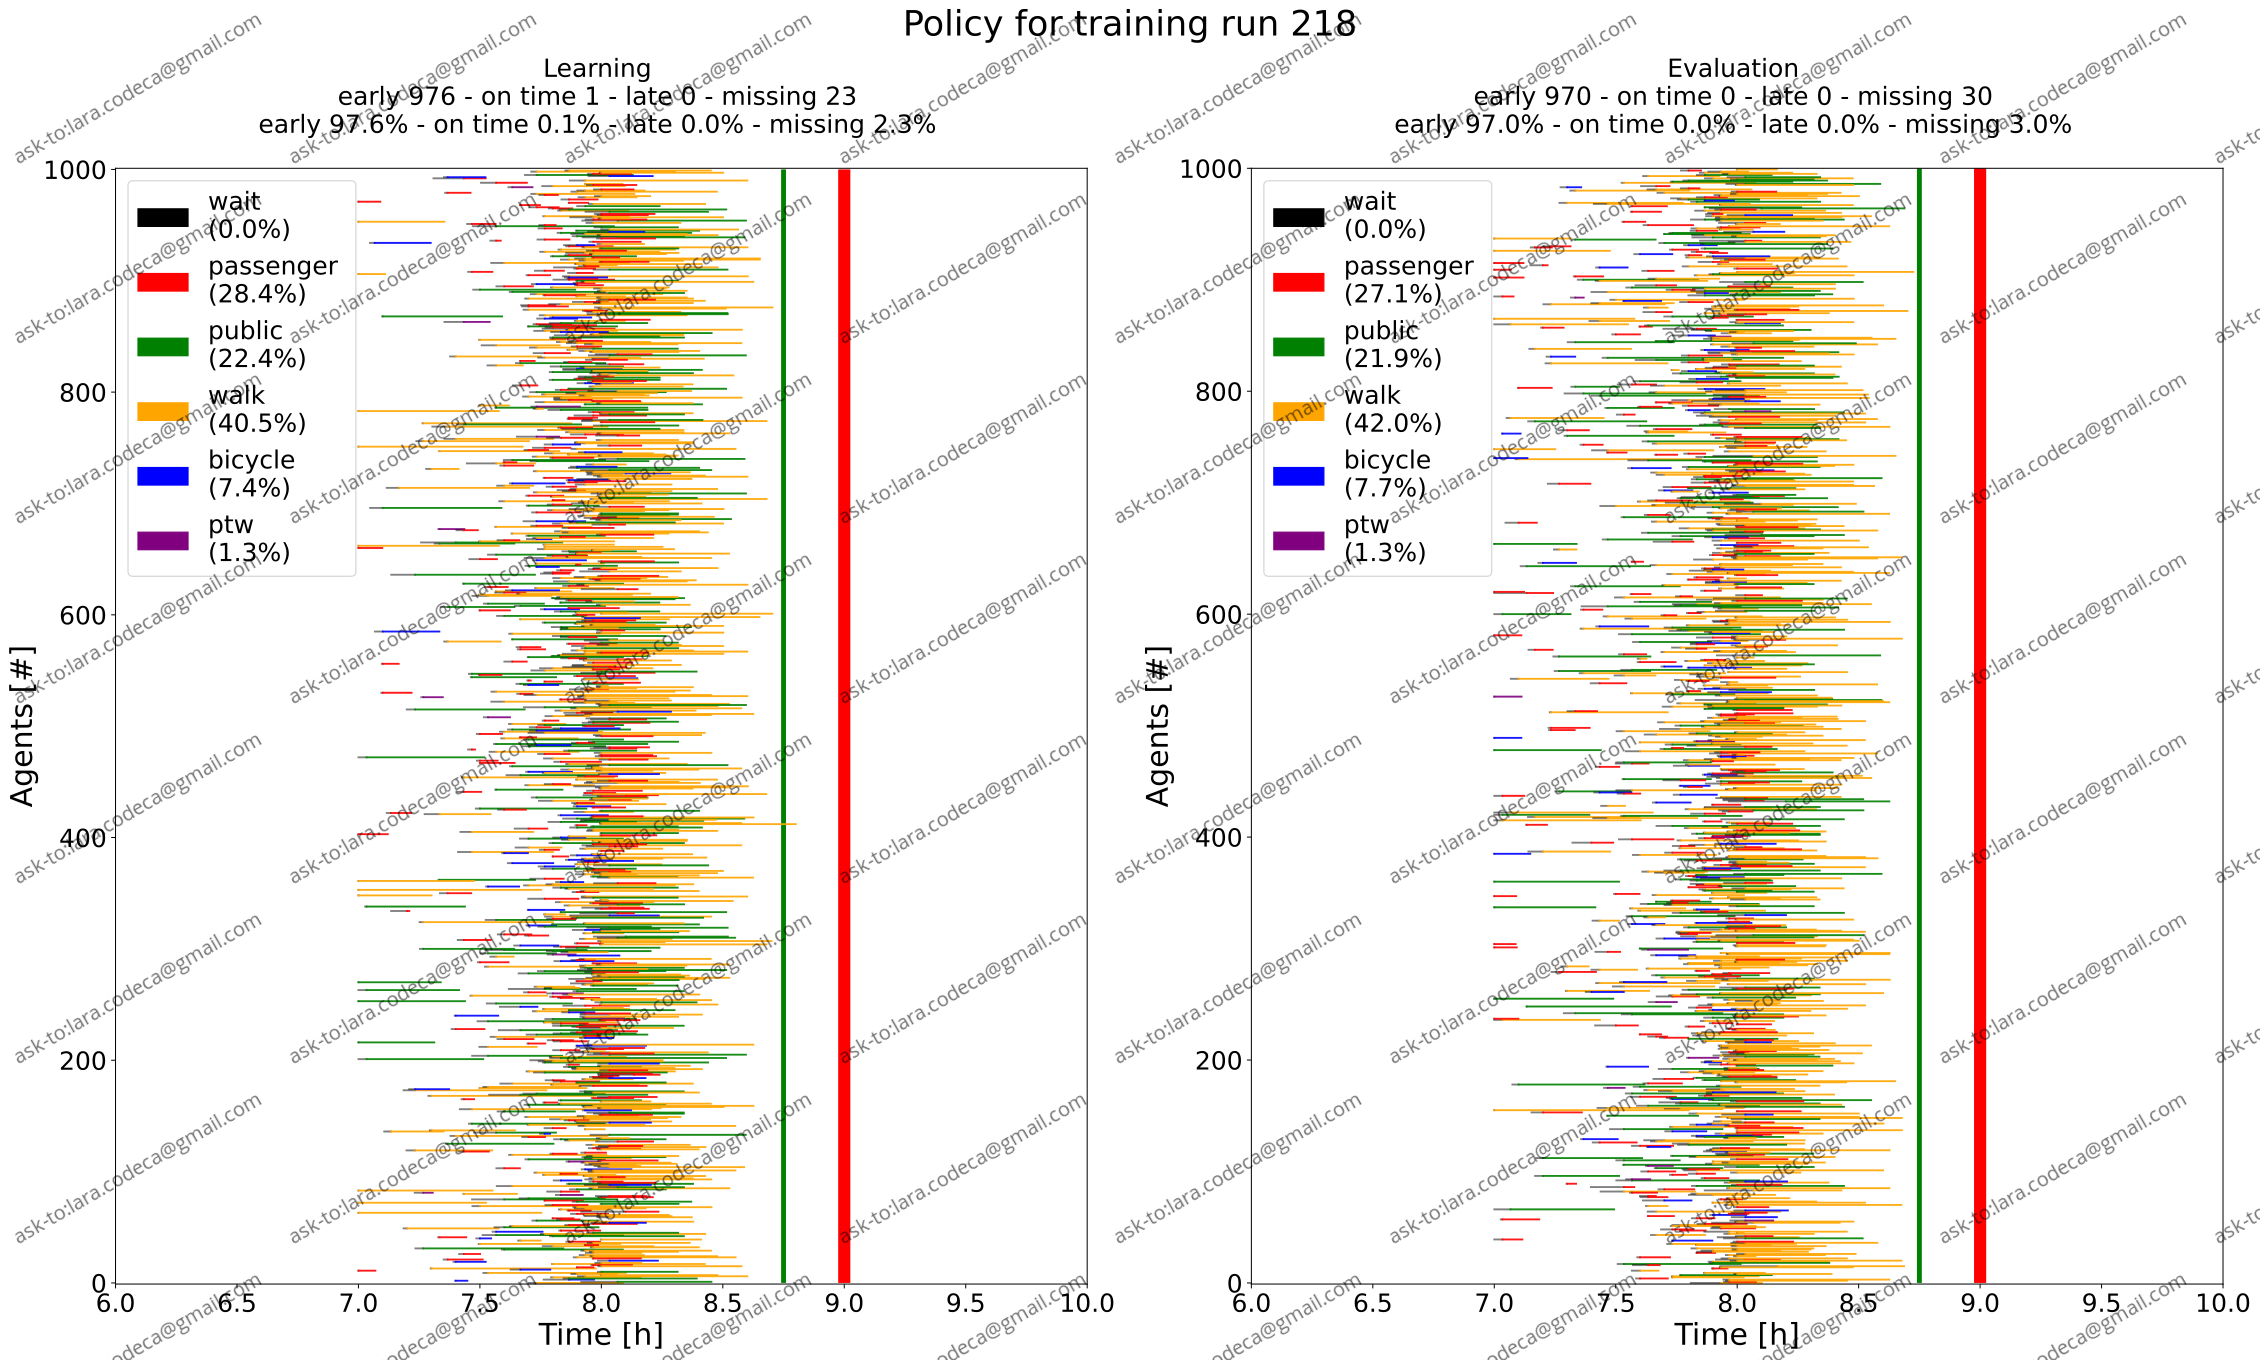 Policy for training run 218
Learning
early 976 - on time 1 - late 0 - missing 23
early 97.6% - on time 0.1% - late 0.0% - missing 2.3%
Agents [#]
1000
800
600
400
200
0
wait
(0.0%)
passenger
(28.4%)
public
(22.4%)
walk
(40.5%)
bicycle
(7.4%)
ptw
(1.3%)
6.0 6.5 7.0 7.5 8.0 8.5 9.0 9.5 10.0
Time [h]
Evaluation
early 970 - on time 0 - late 0 - missing 30
early 97.0% - on time 0.0% - late 0.0% - missing 3.0%
Agents [#]
1000
800
600
400
200
0
wait
(0.0%)
passenger
(27.1%)
public
(21.9%)
walk
(42.0%)
bicycle
(7.7%)
ptw
(1.3%)
6.0 6.5 7.0 7.5 8.0 8.5 9.0 9.5 10.0
Time [h]
ask-to:lara.codeca@gmail.com